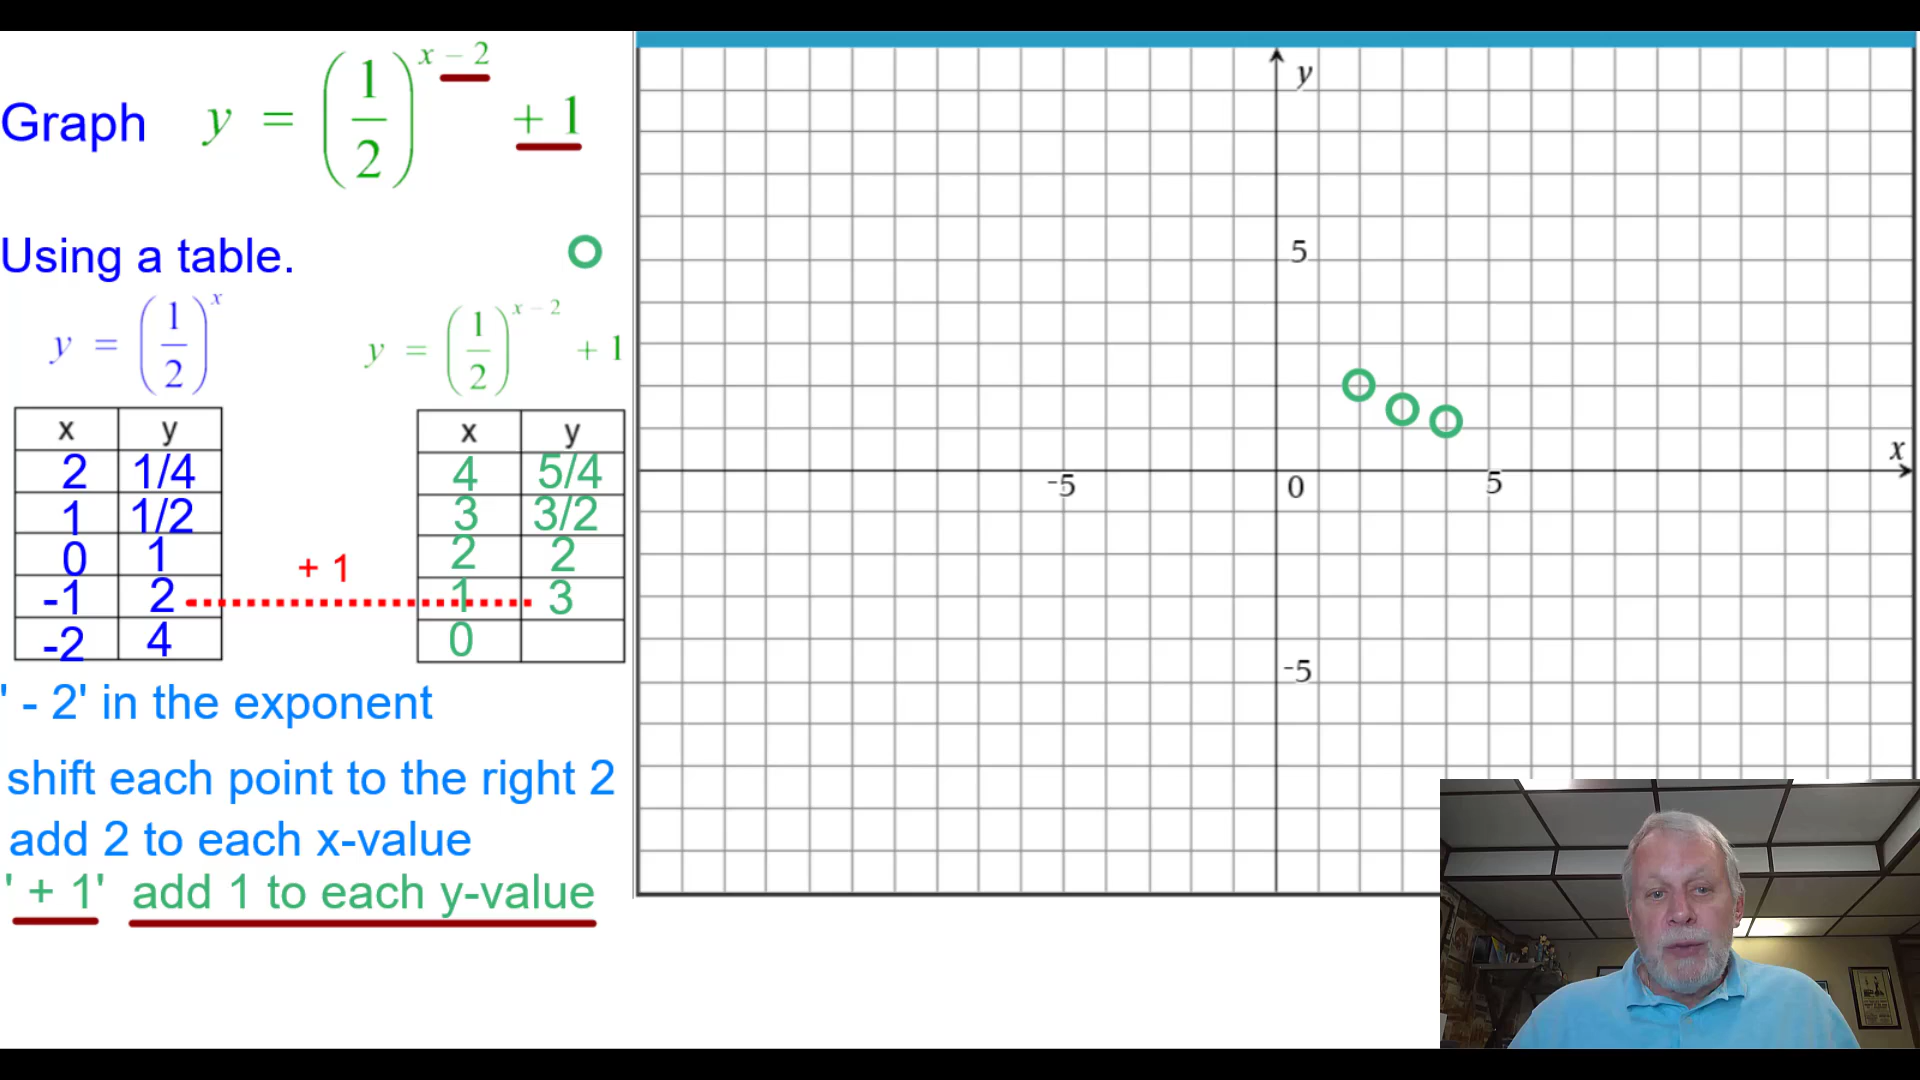 Graph y = (1/2)^(x – 2) + 1
Using a table.
y = (1/2)^x
y = (1/2)^(x – 2) + 1
x y
2 1/4
1 1/2
0 1
-1 2
-2 4
+ 1
x y
4 5/4
3 3/2
2 2
1 3
0
' - 2' in the exponent
shift each point to the right 2
add 2 to each x-value
' + 1' add 1 to each y-value
y
5
x
-5 0 5
-5